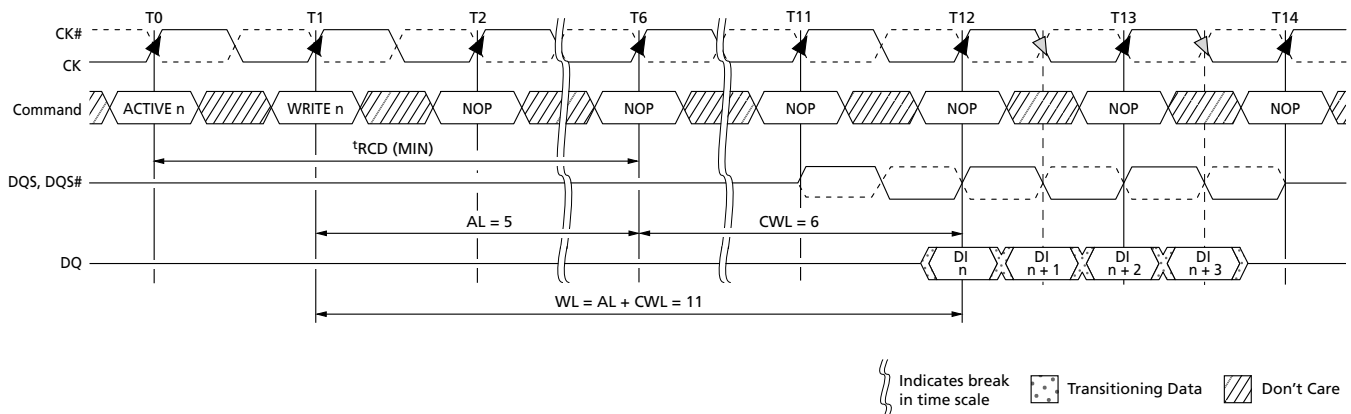 T0 T1 T2 T6 T11 T12 T13 T14
CK#
CK
Command ACTIVE n WRITE n NOP NOP NOP NOP NOP NOP
tRCD (MIN)
DQS, DQS#
AL = 5 CWL = 6
DQ DI n DI n + 1 DI n + 2 DI n + 3
WL = AL + CWL = 11
Indicates break in time scale
Transitioning Data
Don't Care